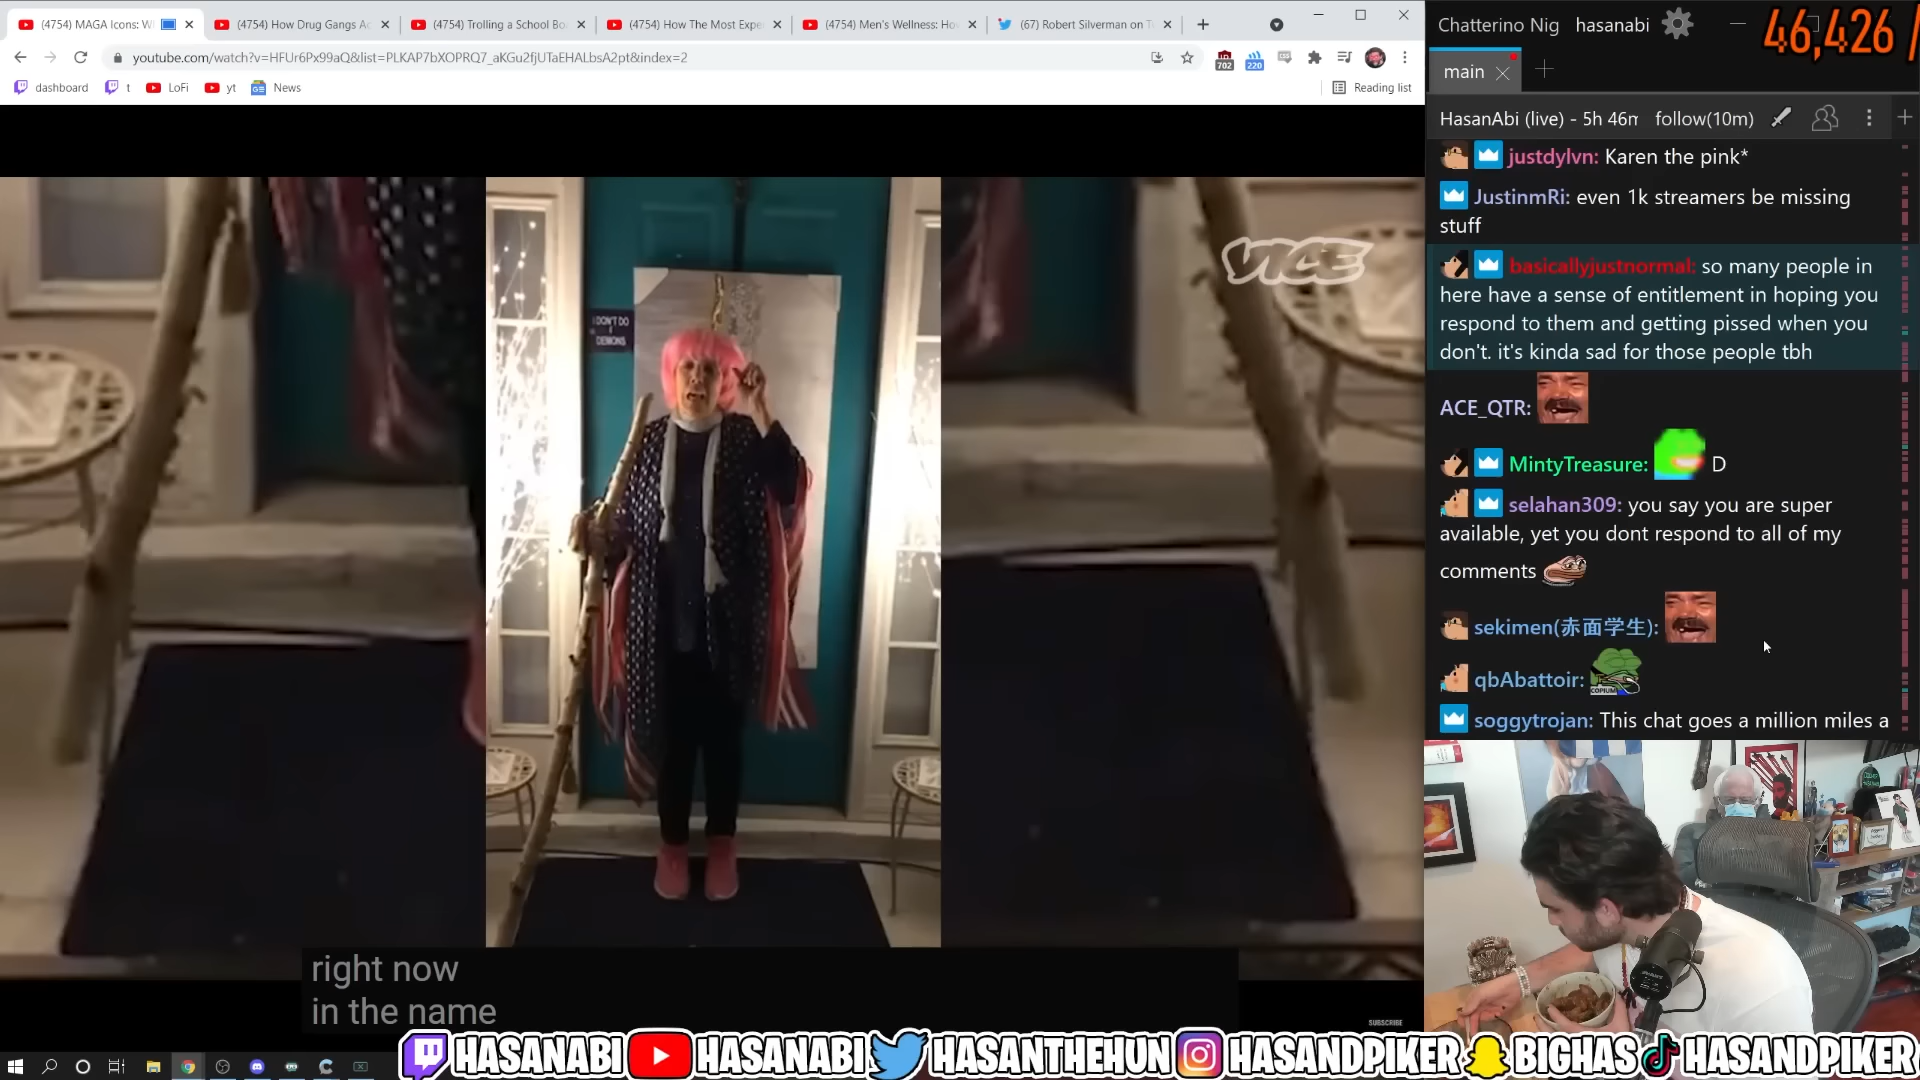 (4754) MAGA Icons: W
(4754) How Drug Gangs Ac
(4754) Trolling a School Bo
(4754) How The Most Expe
(4754) Men's Wellness: Ho
(67) Robert Silverman on T
youtube.com/watch?v=HFUr6Px99aQ&list=PLKAP7bXOPRQ7_aKGu2fjUTaEHALbsA2pt&index=2
702
220
dashboard
t
LoFi
yt
News
Reading list
VICE
I DON'T DO
DEMONS
right now
in the name
SUBSCRIBE
Chatterino Nig
hasanabi
46,426 /
main
HasanAbi (live) - 5h 46m
follow(10m)
justdylvn: Karen the pink*
JustinmRi: even 1k streamers be missing
stuff
basicallyjustnormal: so many people in
here have a sense of entitlement in hoping you
respond to them and getting pissed when you
don't. it's kinda sad for those people tbh
ACE_QTR:
MintyTreasure: D
selahan309: you say you are super
available, yet you dont respond to all of my
comments
sekimen(赤面学生):
qbAbattoir:
COPIUM
soggytrojan: This chat goes a million miles a
HASANABI
HASANABI
HASANTHEHUN
HASANDPIKER
BIGHAS
HASANDPIKER